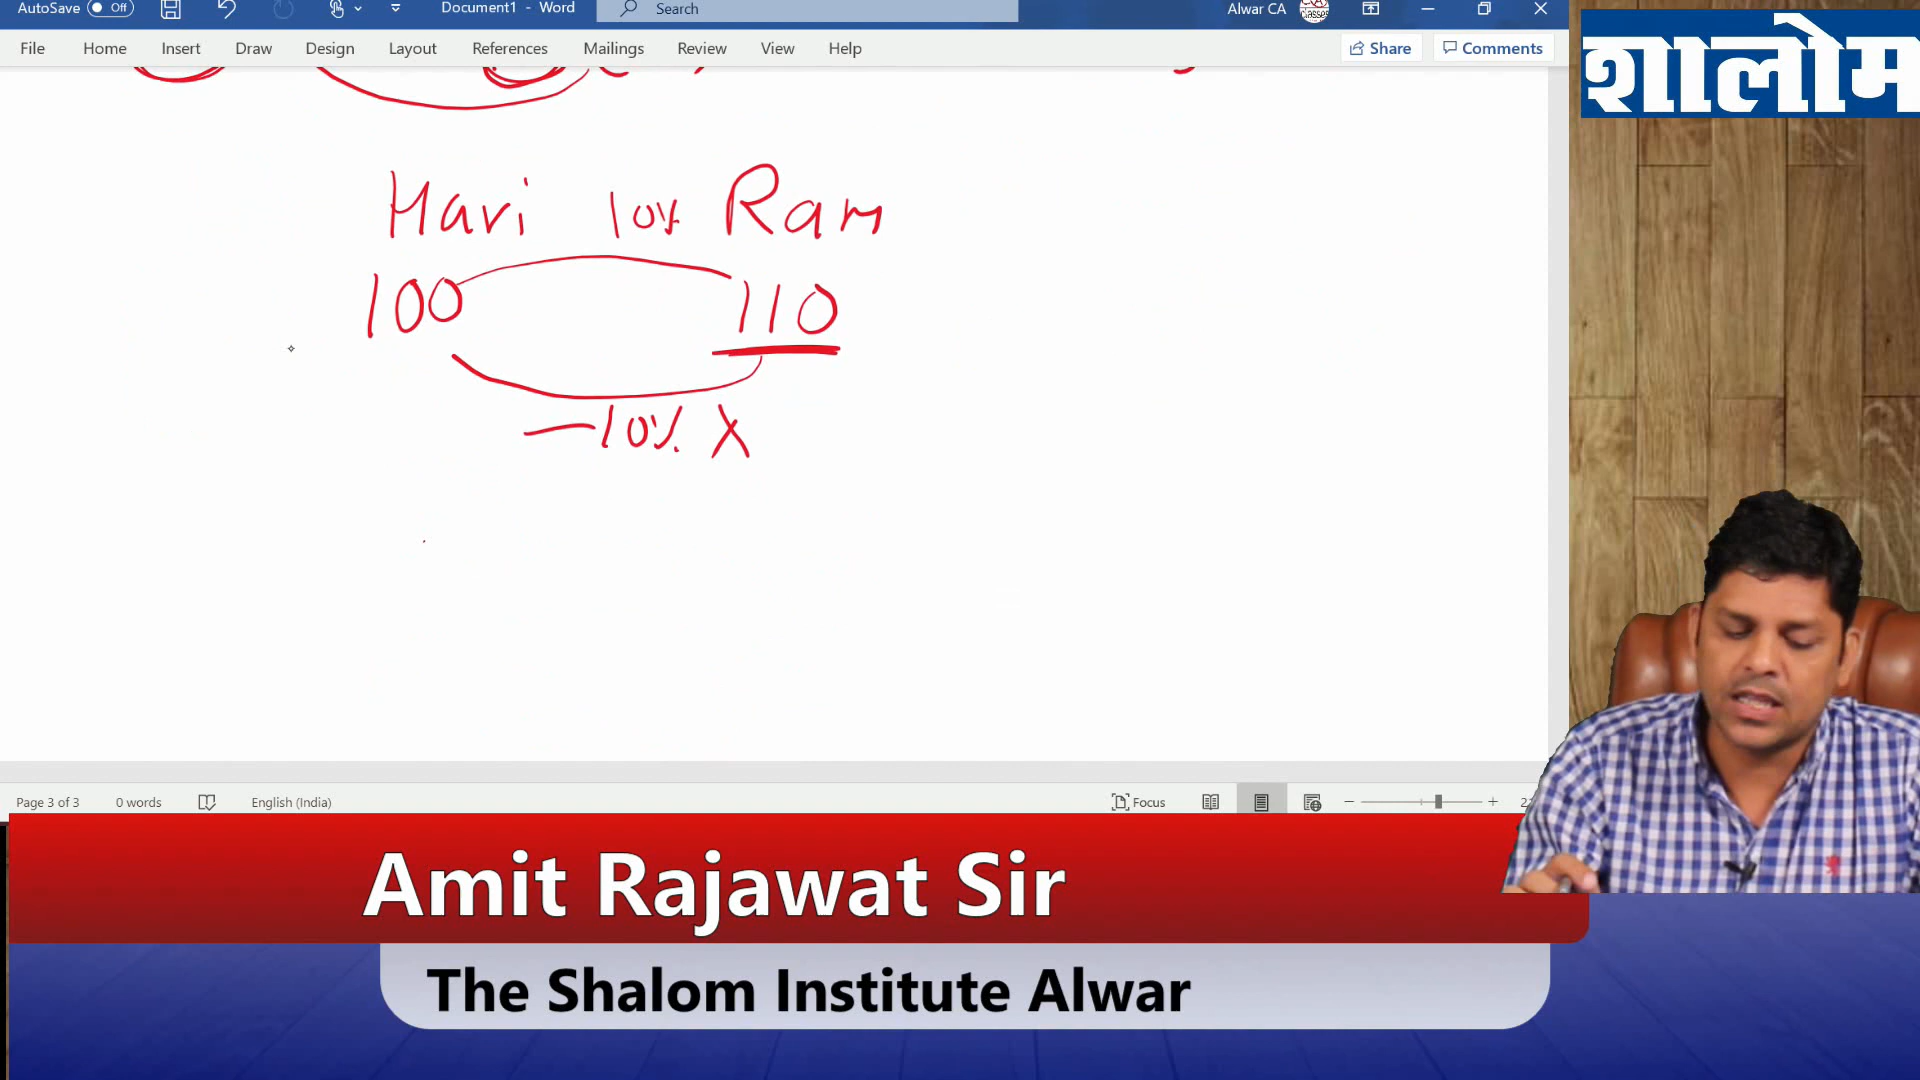 AutoSave Off Document1 - Word Search Alwar CA
शालोम
File Home Insert Draw Design Layout References Mailings Review View Help Share Comments
Hari 10% Ram
100 110
—10% X
Page 3 of 3 0 words English (India) Focus
Amit Rajawat Sir
The Shalom Institute Alwar